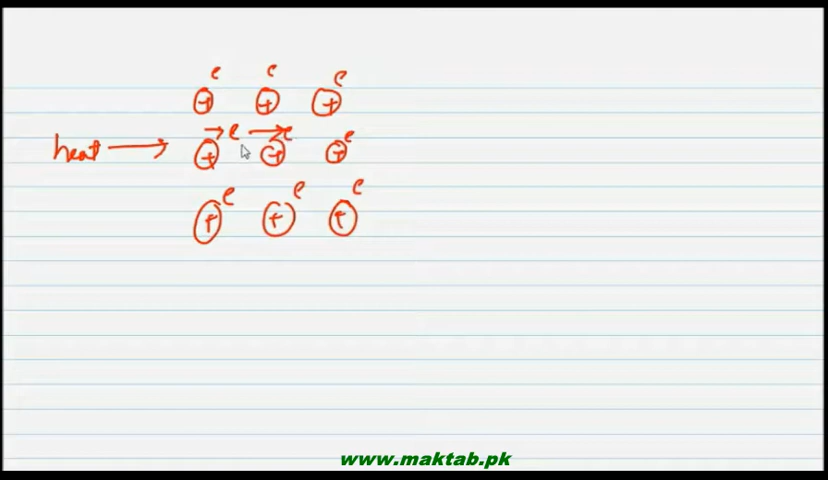 e e e
+ + +
heat → + → e → + e + e
+ e + e + e
www.maktab.pk